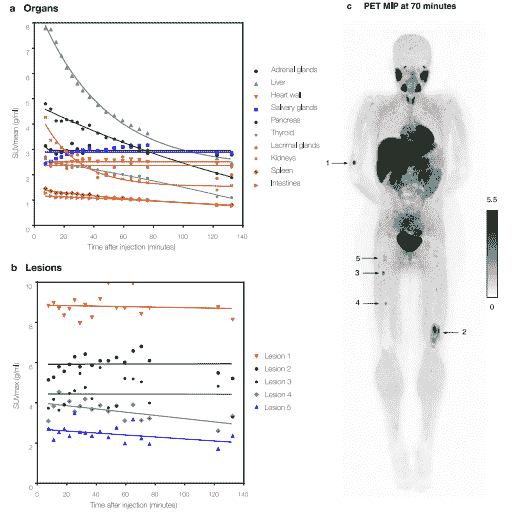 a Organs
8
7
6
5
4
3
2
1
0
SUVmean (g/ml)
0 20 40 60 80 100 120 140
Time after injection (minutes)
Adrenal glands
Liver
Heart wall
Salivary glands
Pancreas
Thyroid
Lacrimal glands
Kidneys
Spleen
Intestines
b Lesions
10
8
6
4
2
0
SUVmax (g/ml)
0 20 40 60 80 100 120 140
Time after injection (minutes)
Lesion 1
Lesion 2
Lesion 3
Lesion 4
Lesion 5
c PET MIP at 70 minutes
1
5
3
4
2
5.5
0